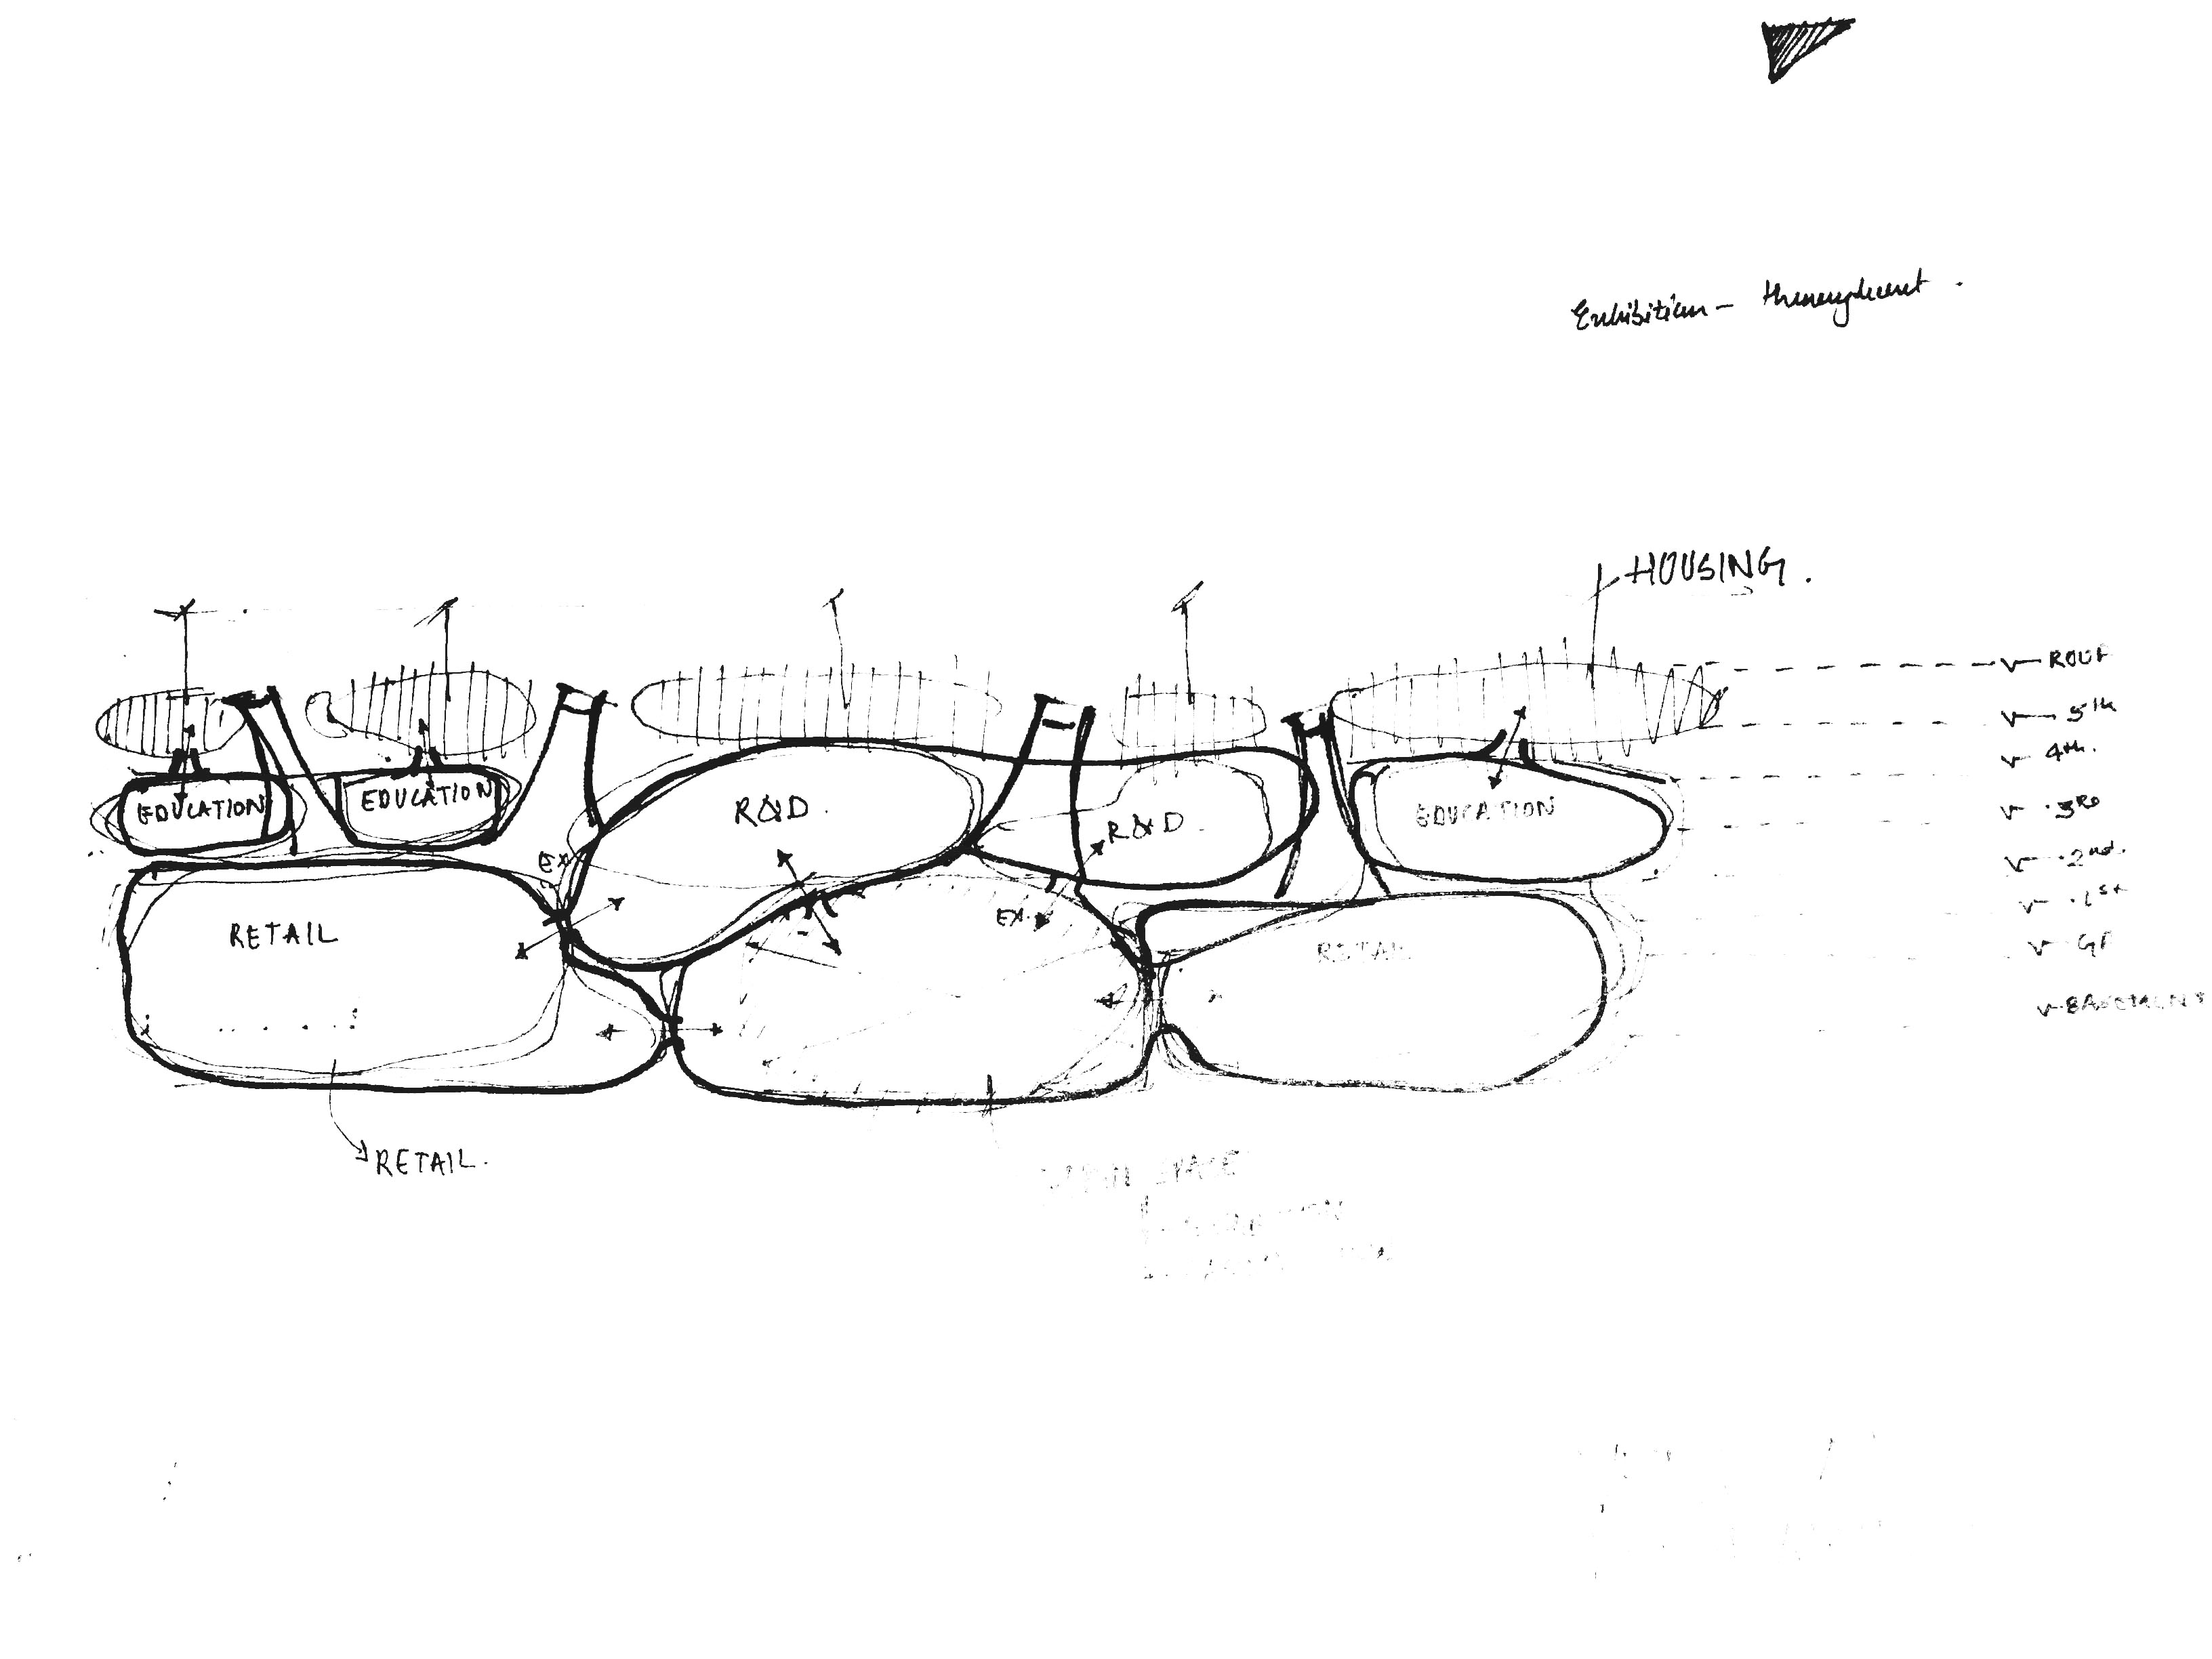 Exhibition - throughout.
HOUSING.
ROOF
5th
4th.
EDUCATION
EDUCATION
R&D.
R&D
EDUCATION
3RD
EX
2nd.
1st
EX.
RETAIL
RETAIL
GF
BASEMENT
RETAIL.
SPACE